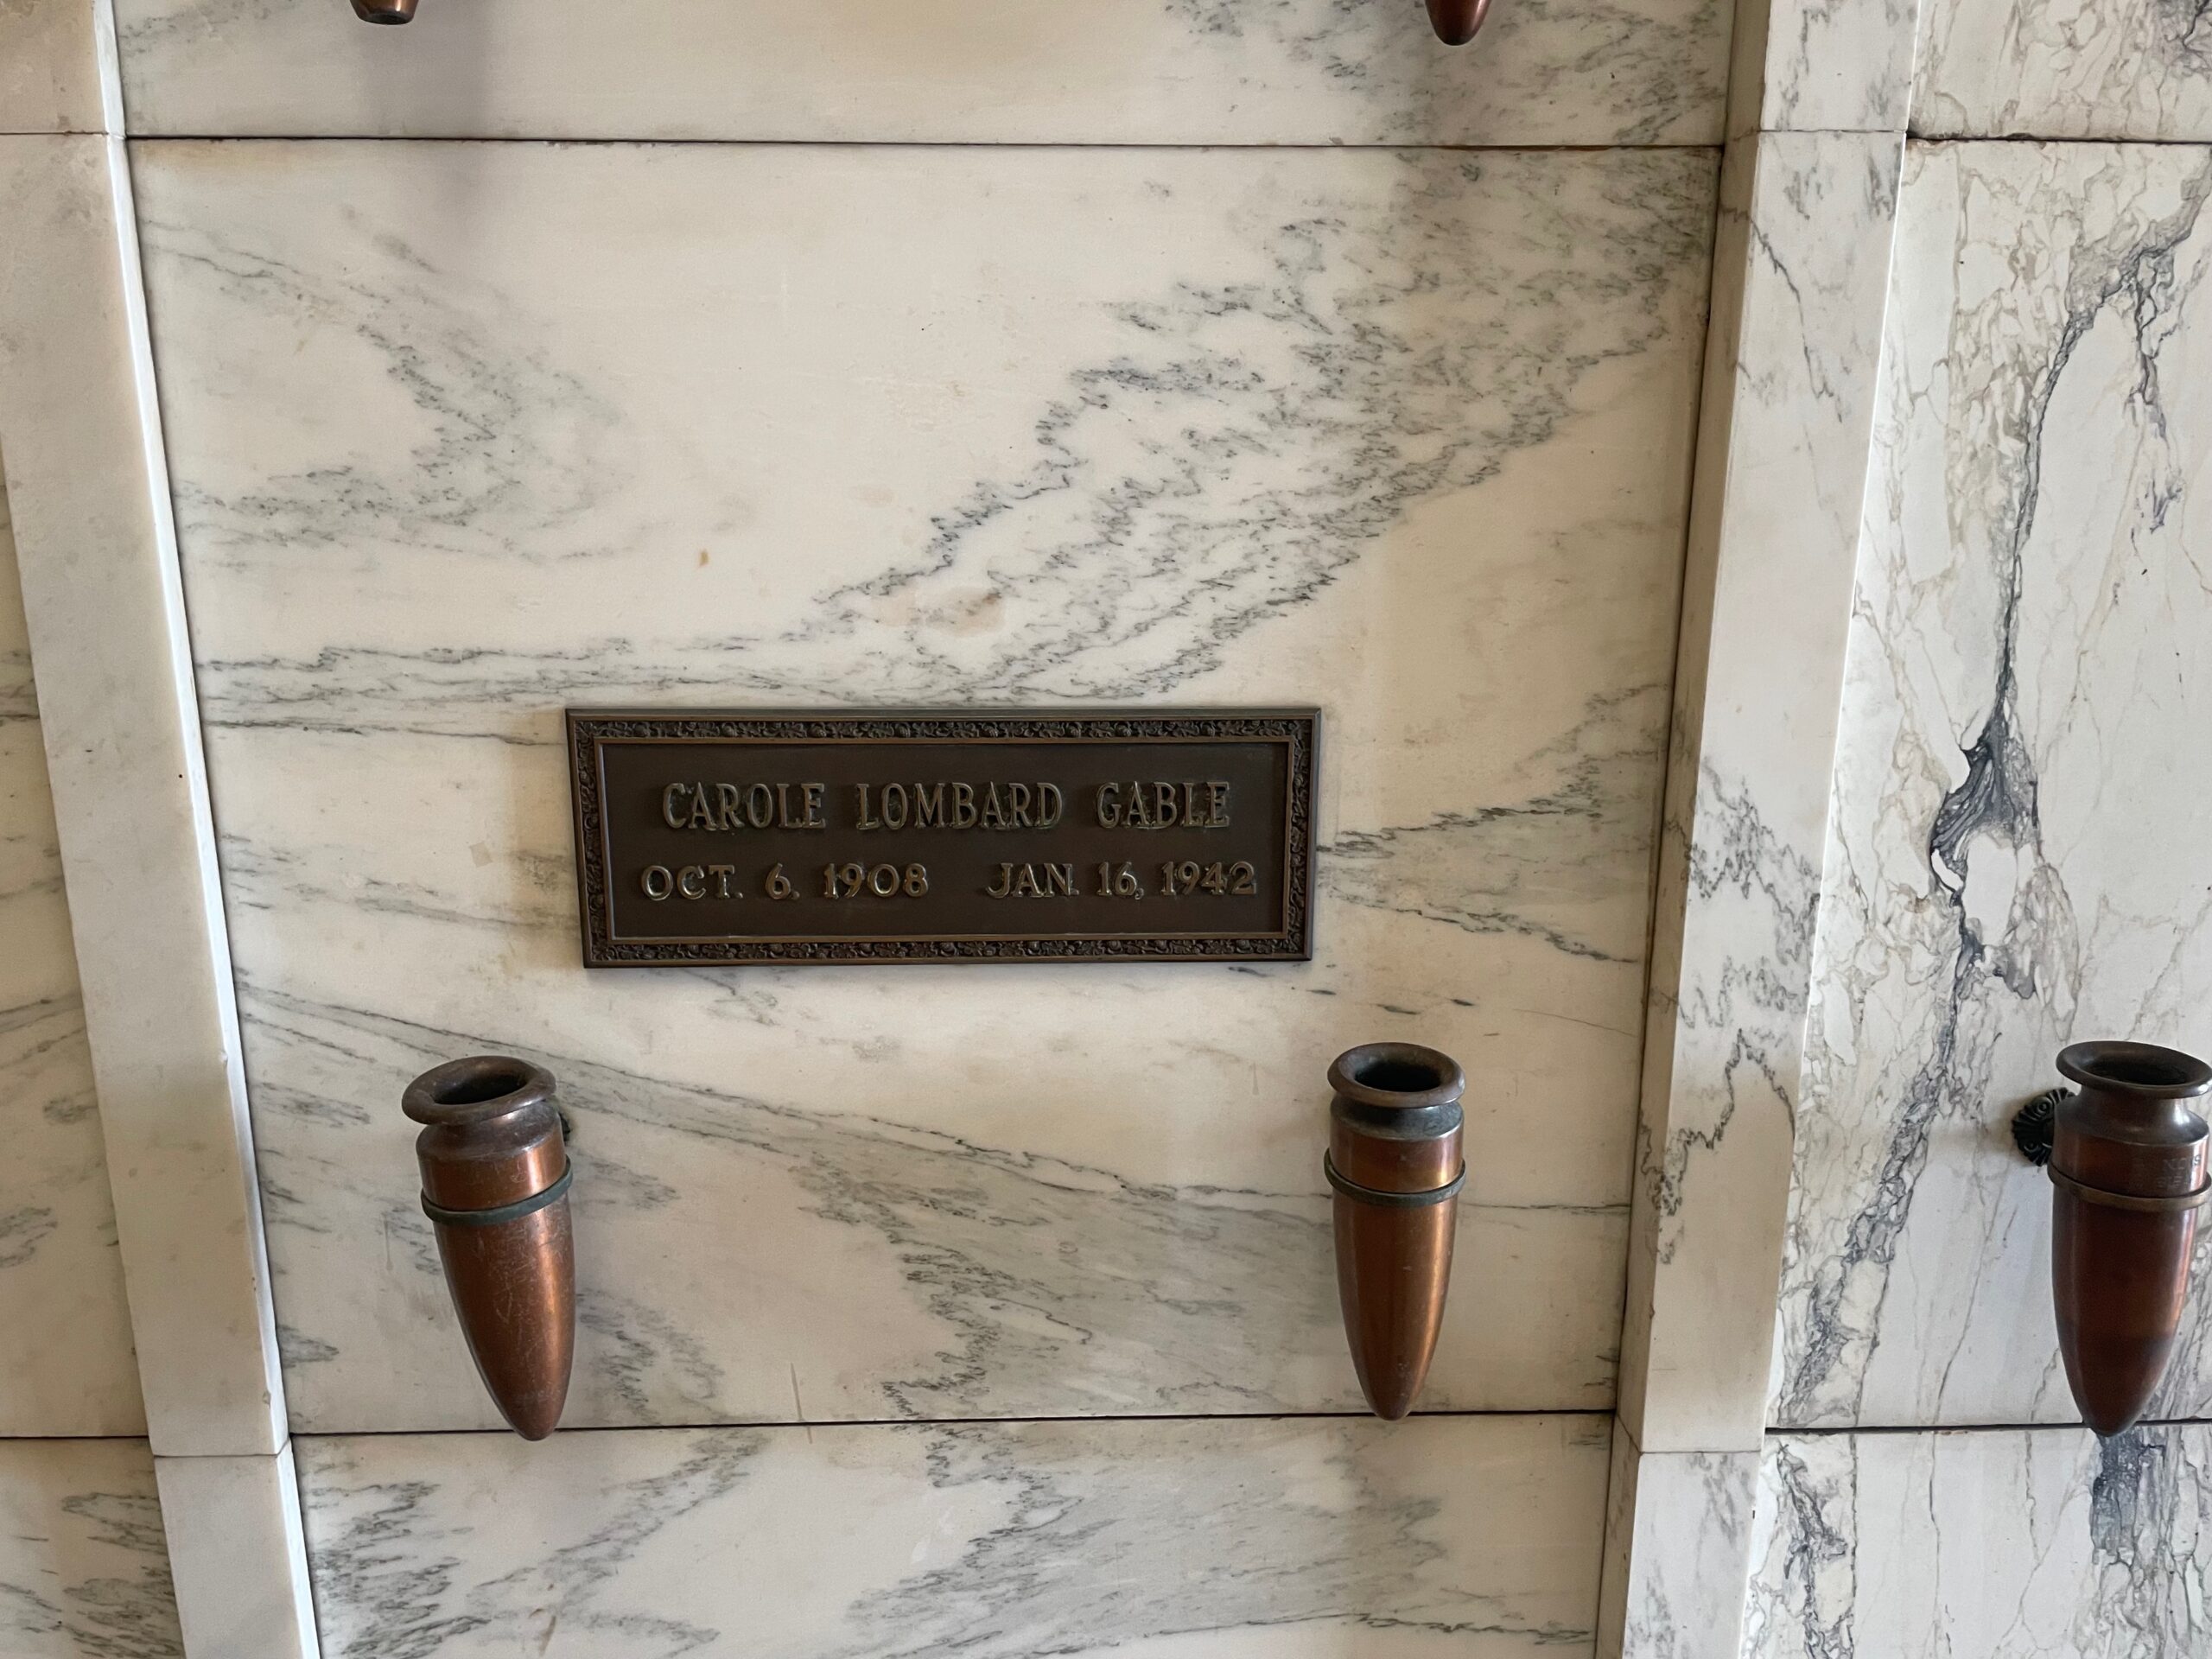 CAROLE LOMBARD GABLE
OCT. 6, 1908 JAN. 16, 1942